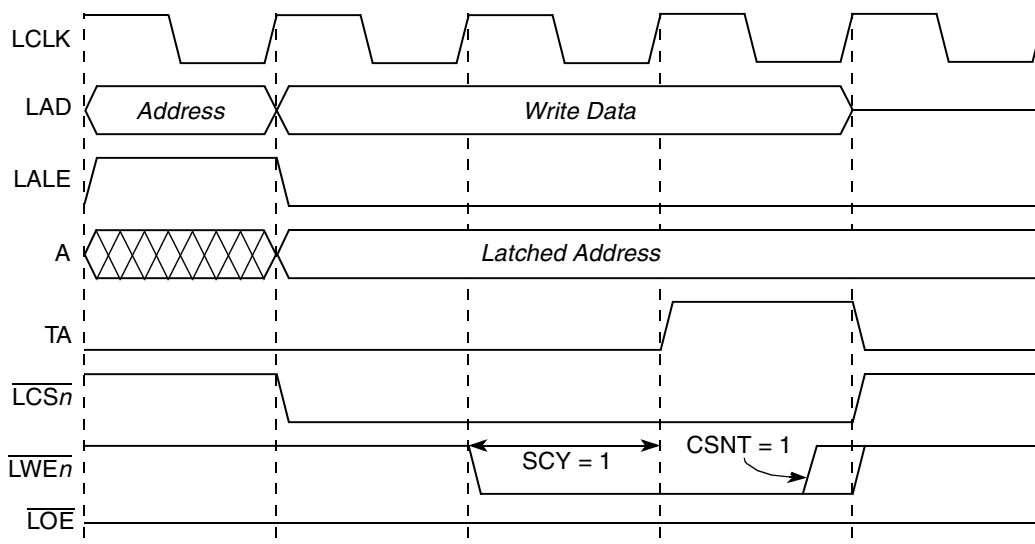 LCLK
LAD Address Write Data
LALE
A Latched Address
TA
LCSn
SCY = 1 CSNT = 1
LWEn
LOE